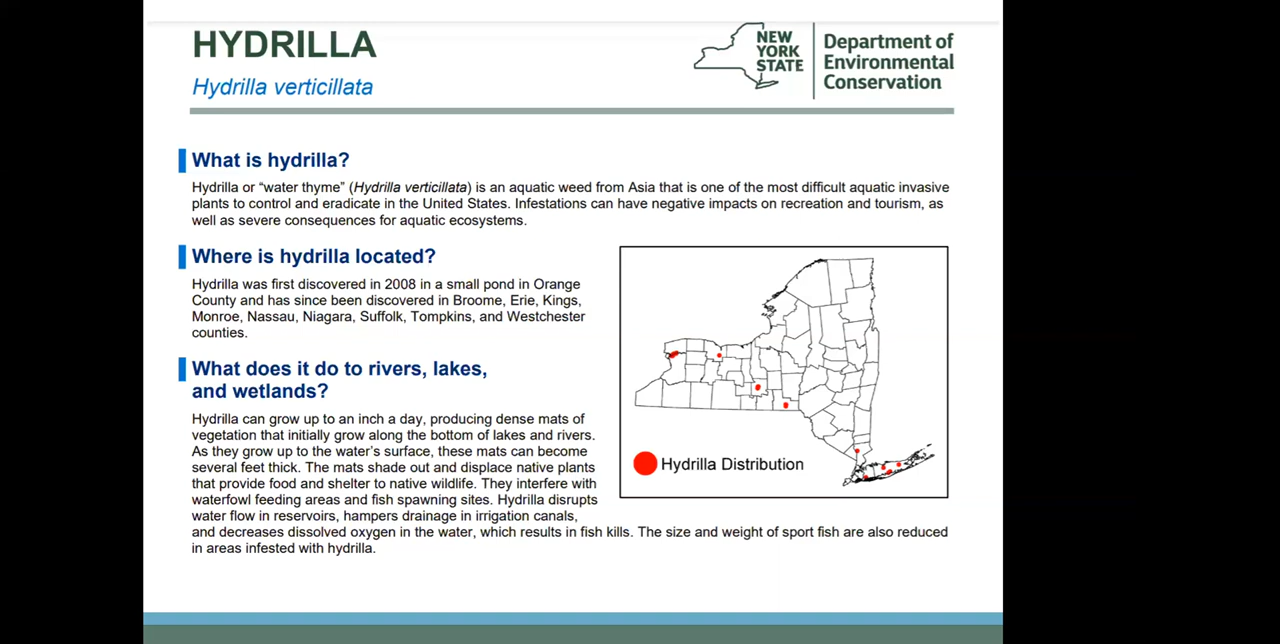 HYDRILLA
Hydrilla verticillata
NEW
YORK
STATE
Department of
Environmental
Conservation
What is hydrilla?
Hydrilla or “water thyme” (Hydrilla verticillata) is an aquatic weed from Asia that is one of the most difficult aquatic invasive
plants to control and eradicate in the United States. Infestations can have negative impacts on recreation and tourism, as
well as severe consequences for aquatic ecosystems.
Where is hydrilla located?
Hydrilla was first discovered in 2008 in a small pond in Orange
County and has since been discovered in Broome, Erie, Kings,
Monroe, Nassau, Niagara, Suffolk, Tompkins, and Westchester
counties.
Hydrilla Distribution
What does it do to rivers, lakes,
and wetlands?
Hydrilla can grow up to an inch a day, producing dense mats of
vegetation that initially grow along the bottom of lakes and rivers.
As they grow up to the water’s surface, these mats can become
several feet thick. The mats shade out and displace native plants
that provide food and shelter to native wildlife. They interfere with
waterfowl feeding areas and fish spawning sites. Hydrilla disrupts
water flow in reservoirs, hampers drainage in irrigation canals,
and decreases dissolved oxygen in the water, which results in fish kills. The size and weight of sport fish are also reduced
in areas infested with hydrilla.